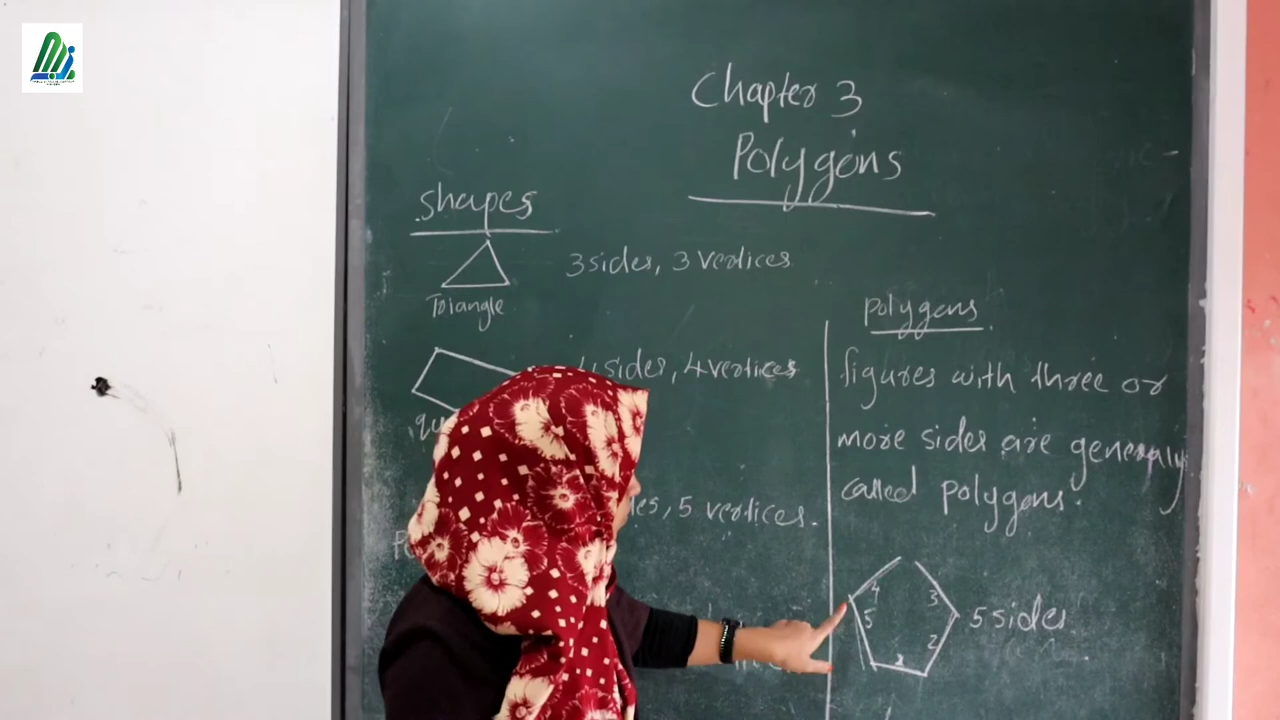 Chapter 3
Polygons
shapes
3 sides, 3 vertices
Triangle
4 sides, 4 vertices
5 vertices.
polygons
figures with three or
more sides are generally
called polygons.
4
3
5
2
1
5 sides